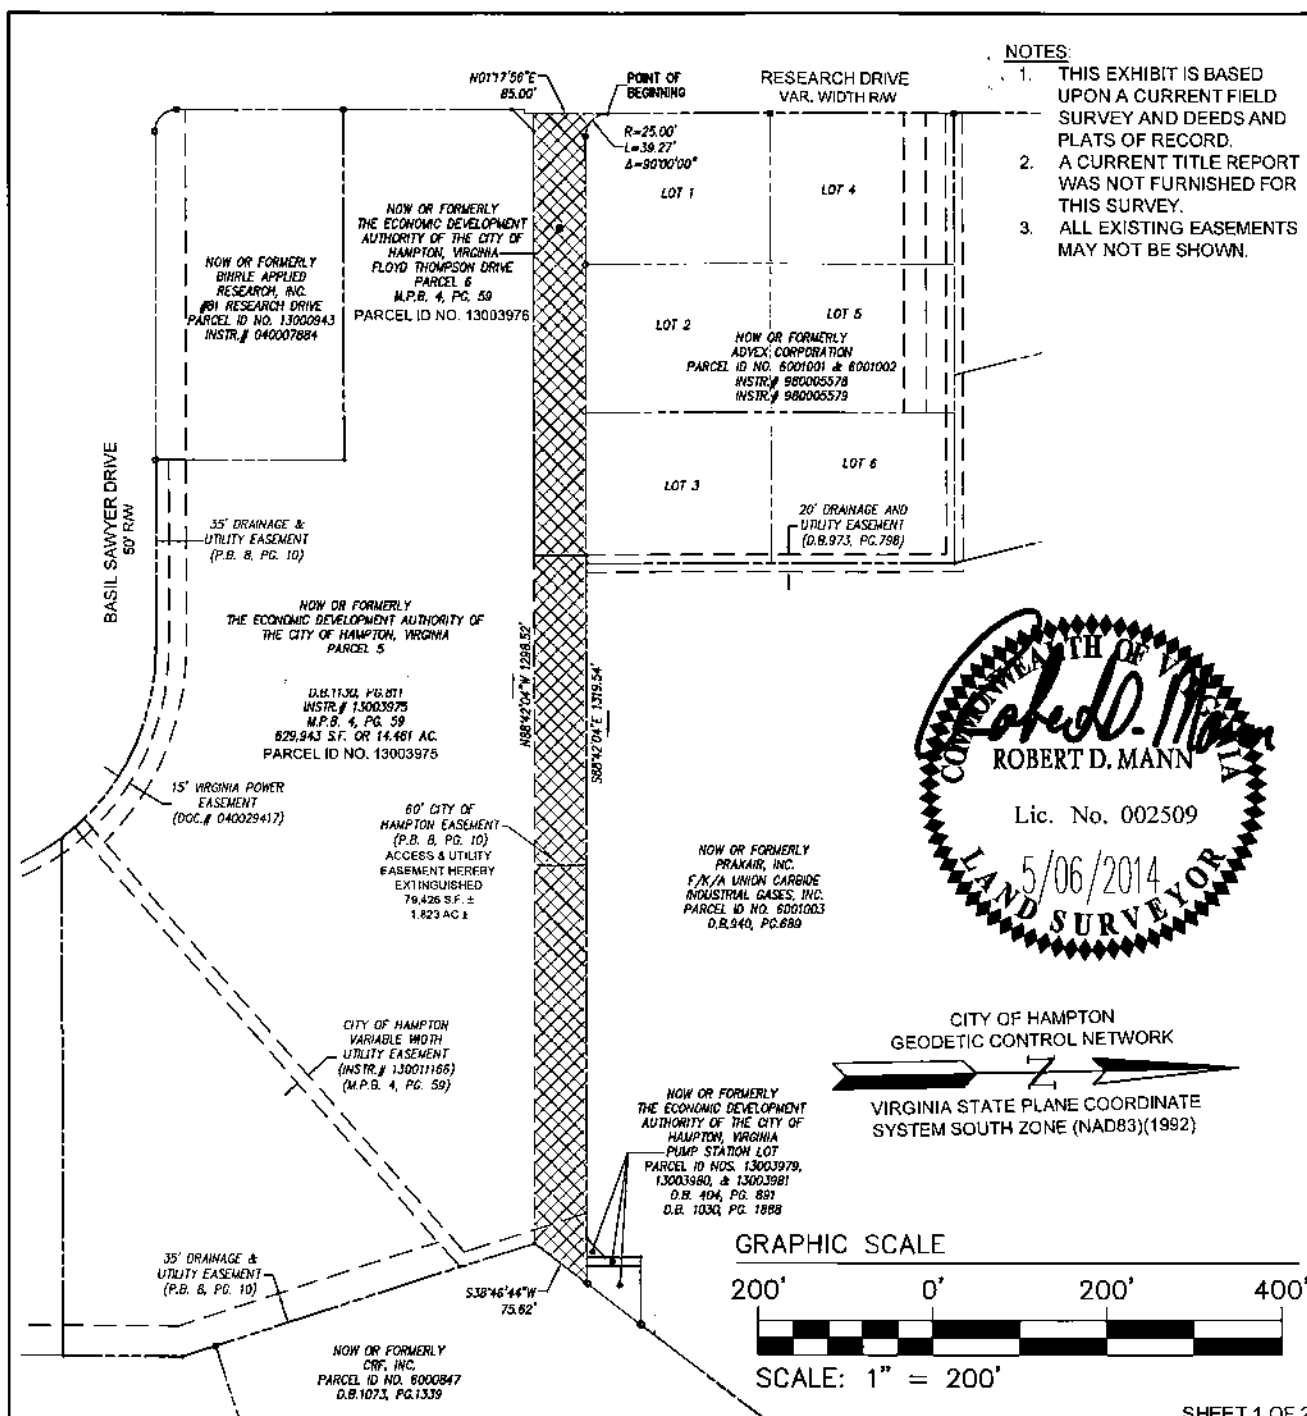 N01°17'56"E
85.00'
POINT OF
BEGINNING
RESEARCH DRIVE
VAR. WIDTH R/W
R=25.00'
L=39.27'
Δ=90°00'00"
NOTES:
1. THIS EXHIBIT IS BASED
UPON A CURRENT FIELD
SURVEY AND DEEDS AND
PLATS OF RECORD.
2. A CURRENT TITLE REPORT
WAS NOT FURNISHED FOR
THIS SURVEY.
3. ALL EXISTING EASEMENTS
MAY NOT BE SHOWN.
NOW OR FORMERLY
THE ECONOMIC DEVELOPMENT
AUTHORITY OF THE CITY OF
HAMPTON, VIRGINIA
FLOYD THOMPSON DRIVE
PARCEL 6
M.P.B. 4, PG. 59
PARCEL ID NO. 13003976
NOW OR FORMERLY
BIHRLE APPLIED
RESEARCH, INC.
#81 RESEARCH DRIVE
PARCEL ID NO. 13000943
INSTR.# 040007884
LOT 1
LOT 4
LOT 2
LOT 5
NOW OR FORMERLY
ADVEX CORPORATION
PARCEL ID NO. 6001001 & 6001002
INSTR.# 980005578
INSTR.# 980005579
LOT 3
LOT 6
20' DRAINAGE AND
UTILITY EASEMENT
(D.B.973, PG.798)
BASIL SAWYER DRIVE
50' R/W
35' DRAINAGE &
UTILITY EASEMENT
(P.B. 8, PG. 10)
NOW OR FORMERLY
THE ECONOMIC DEVELOPMENT AUTHORITY OF
THE CITY OF HAMPTON, VIRGINIA
PARCEL 5
D.B.1130, PG.811
INSTR.# 13003975
M.P.B. 4, PG. 59
629,943 S.F. OR 14.461 AC.
PARCEL ID NO. 13003975
N88°42'04"W 1298.52'
S88°42'04"E 1319.54'
15' VIRGINIA POWER
EASEMENT
(DOC.# 040029417)
60' CITY OF
HAMPTON EASEMENT
(P.B. 8, PG. 10)
ACCESS & UTILITY
EASEMENT HEREBY
EXTINGUISHED
79,426 S.F. ±
1.823 AC ±
NOW OR FORMERLY
PRAXAIR, INC.
F/K/A UNION CARBIDE
INDUSTRIAL GASES, INC.
PARCEL ID NO. 6001003
D.B.940, PG.689
COMMONWEALTH OF VIRGINIA
Robert D. Mann
ROBERT D. MANN
Lic. No. 002509
5/06/2014
LAND SURVEYOR
CITY OF HAMPTON
GEODETIC CONTROL NETWORK
N
VIRGINIA STATE PLANE COORDINATE
SYSTEM SOUTH ZONE (NAD83)(1992)
CITY OF HAMPTON
VARIABLE WIDTH
UTILITY EASEMENT
(INSTR.# 130011166)
(M.P.B. 4, PG. 59)
NOW OR FORMERLY
THE ECONOMIC DEVELOPMENT
AUTHORITY OF THE CITY OF
HAMPTON, VIRGINIA
PUMP STATION LOT
PARCEL ID NOS. 13003979,
13003980, & 13003981
D.B. 404, PG. 891
D.B. 1030, PG. 1888
35' DRAINAGE &
UTILITY EASEMENT
(P.B. 8, PG. 10)
S38°46'44"W
75.62'
NOW OR FORMERLY
CRF, INC.
PARCEL ID NO. 6000847
D.B.1073, PG.1339
GRAPHIC SCALE
200' 0' 200' 400'
SCALE: 1" = 200'
SHEET 1 OF 2